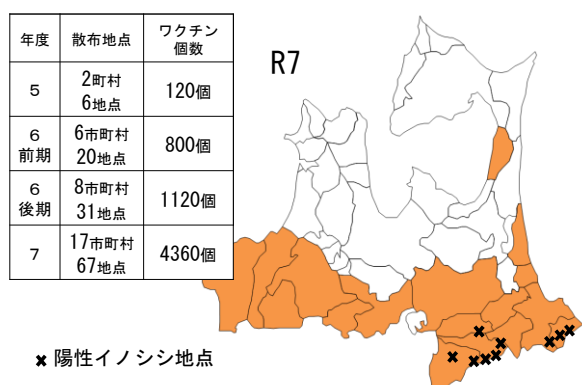 年度 散布地点 ワクチン
個数
5 2町村
6地点 120個
6
前期 6市町村
20地点 800個
6
後期 8市町村
31地点 1120個
7 17市町村
67地点 4360個
R7
✖ 陽性イノシシ地点